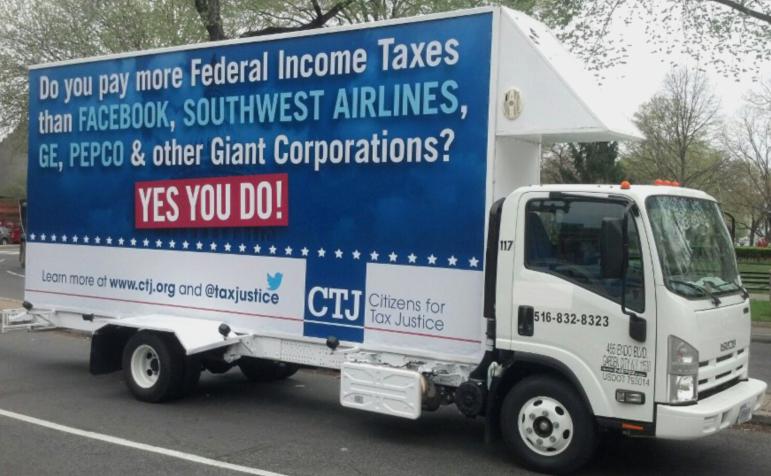 Do you pay more Federal Income Taxes
than FACEBOOK, SOUTHWEST AIRLINES,
GE, PEPCO & other Giant Corporations?
YES YOU DO!
Learn more at www.ctj.org and @taxjustice
CTJ
Citizens for
Tax Justice
117
516-832-8323
ISUZU